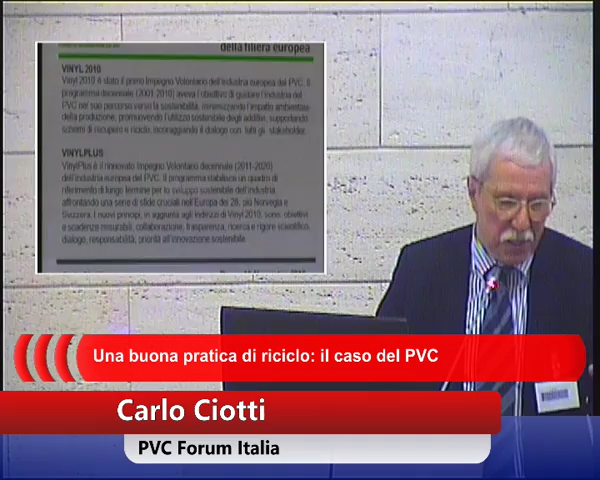 della filiera europea
VINYL 2010
Vinyl 2010 è stato il primo Impegno Volontario dell'industria europea del PVC. Il
programma decennale (2001-2010) aveva l'obiettivo di guidare l'industria del
PVC nel suo percorso verso la sostenibilità, minimizzando l'impatto ambientale
della produzione, promuovendo l'utilizzo sostenibile degli additivi, supportando
schemi di recupero e riciclo, incoraggiando il dialogo con tutti gli stakeholder.
VINYLPLUS
VinylPlus è il rinnovato Impegno Volontario decennale (2011-2020)
dell'industria europea del PVC. Il programma stabilisce un quadro di
riferimento di lungo termine per lo sviluppo sostenibile dell'industria
affrontando una serie di sfide cruciali nell'Europa dei 28, più Norvegia e
Svizzera. I nuovi principi, in aggiunta agli indirizzi di Vinyl 2010, sono: obiettivi
e scadenze misurabili, collaborazione, trasparenza, ricerca e rigore scientifico,
dialogo, responsabilità, priorità all'innovazione sostenibile.
Una buona pratica di riciclo: il caso del PVC
Carlo Ciotti
PVC Forum Italia